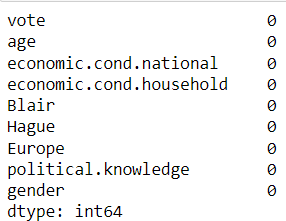 vote 0
age 0
economic.cond.national 0
economic.cond.household 0
Blair 0
Hague 0
Europe 0
political.knowledge 0
gender 0
dtype: int64